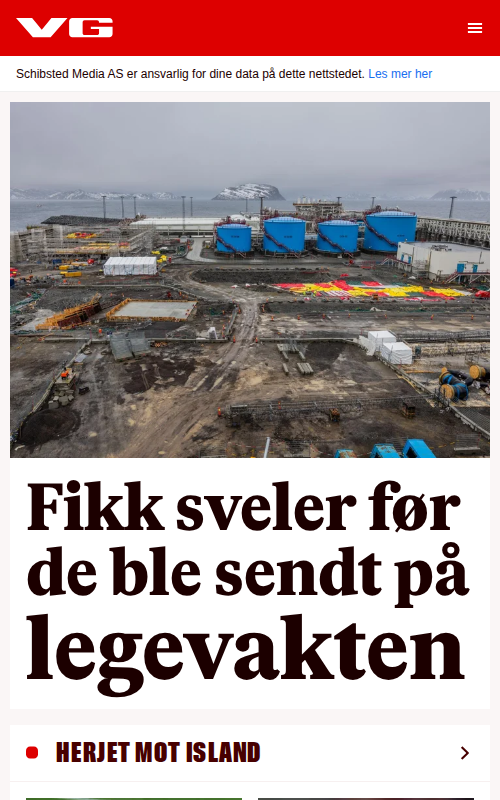 VG
Schibsted Media AS er ansvarlig for dine data på dette nettstedet. Les mer her
Fikk sveler før
de ble sendt på
legevakten
HERJET MOT ISLAND